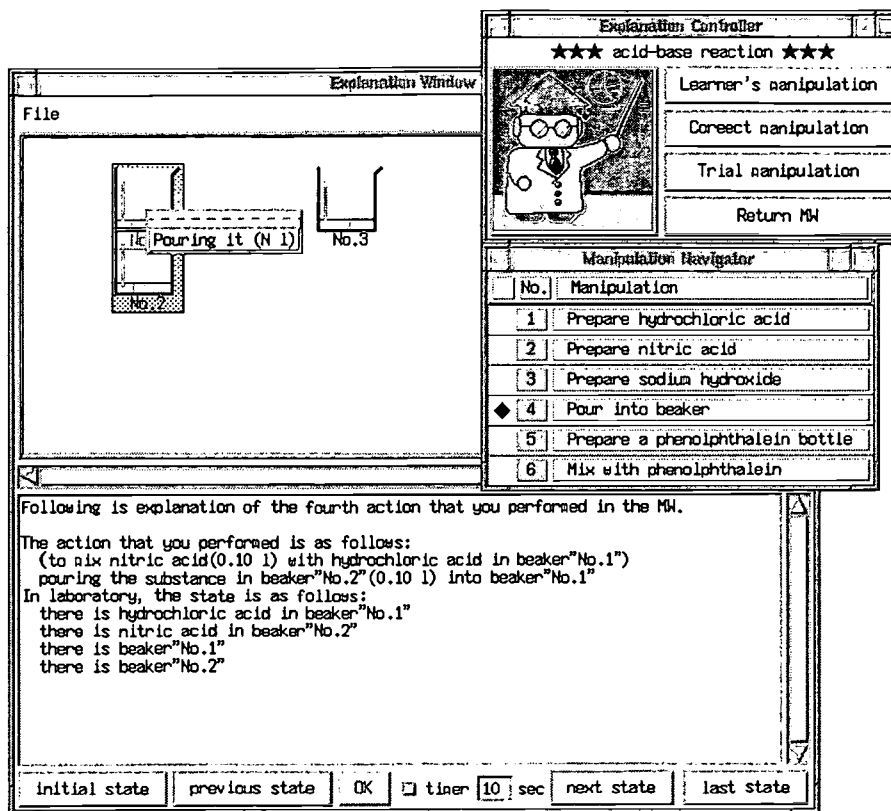 Explanation Controller
★★★ acid-base reaction ★★★
Learner's manipulation
Coreect manipulation
Trial manipulation
Return MW
Explanation Window
File
Pouring it (N l)
No.3
No.2
Manipulation Navigator
No. Manipulation
1 Prepare hydrochloric acid
2 Prepare nitric acid
3 Prepare sodium hydroxide
◆ 4 Pour into beaker
5 Prepare a phenolphthalein bottle
6 Mix with phenolphthalein
Following is explanation of the fourth action that you performed in the MW.
The action that you performed is as follows:
(to mix nitric acid(0.10 l) with hydrochloric acid in beaker"No.1")
pouring the substance in beaker"No.2"(0.10 l) into beaker"No.1"
In laboratory, the state is as follows:
there is hydrochloric acid in beaker"No.1"
there is nitric acid in beaker"No.2"
there is beaker"No.1"
there is beaker"No.2"
initial state previous state OK timer 10 sec next state last state